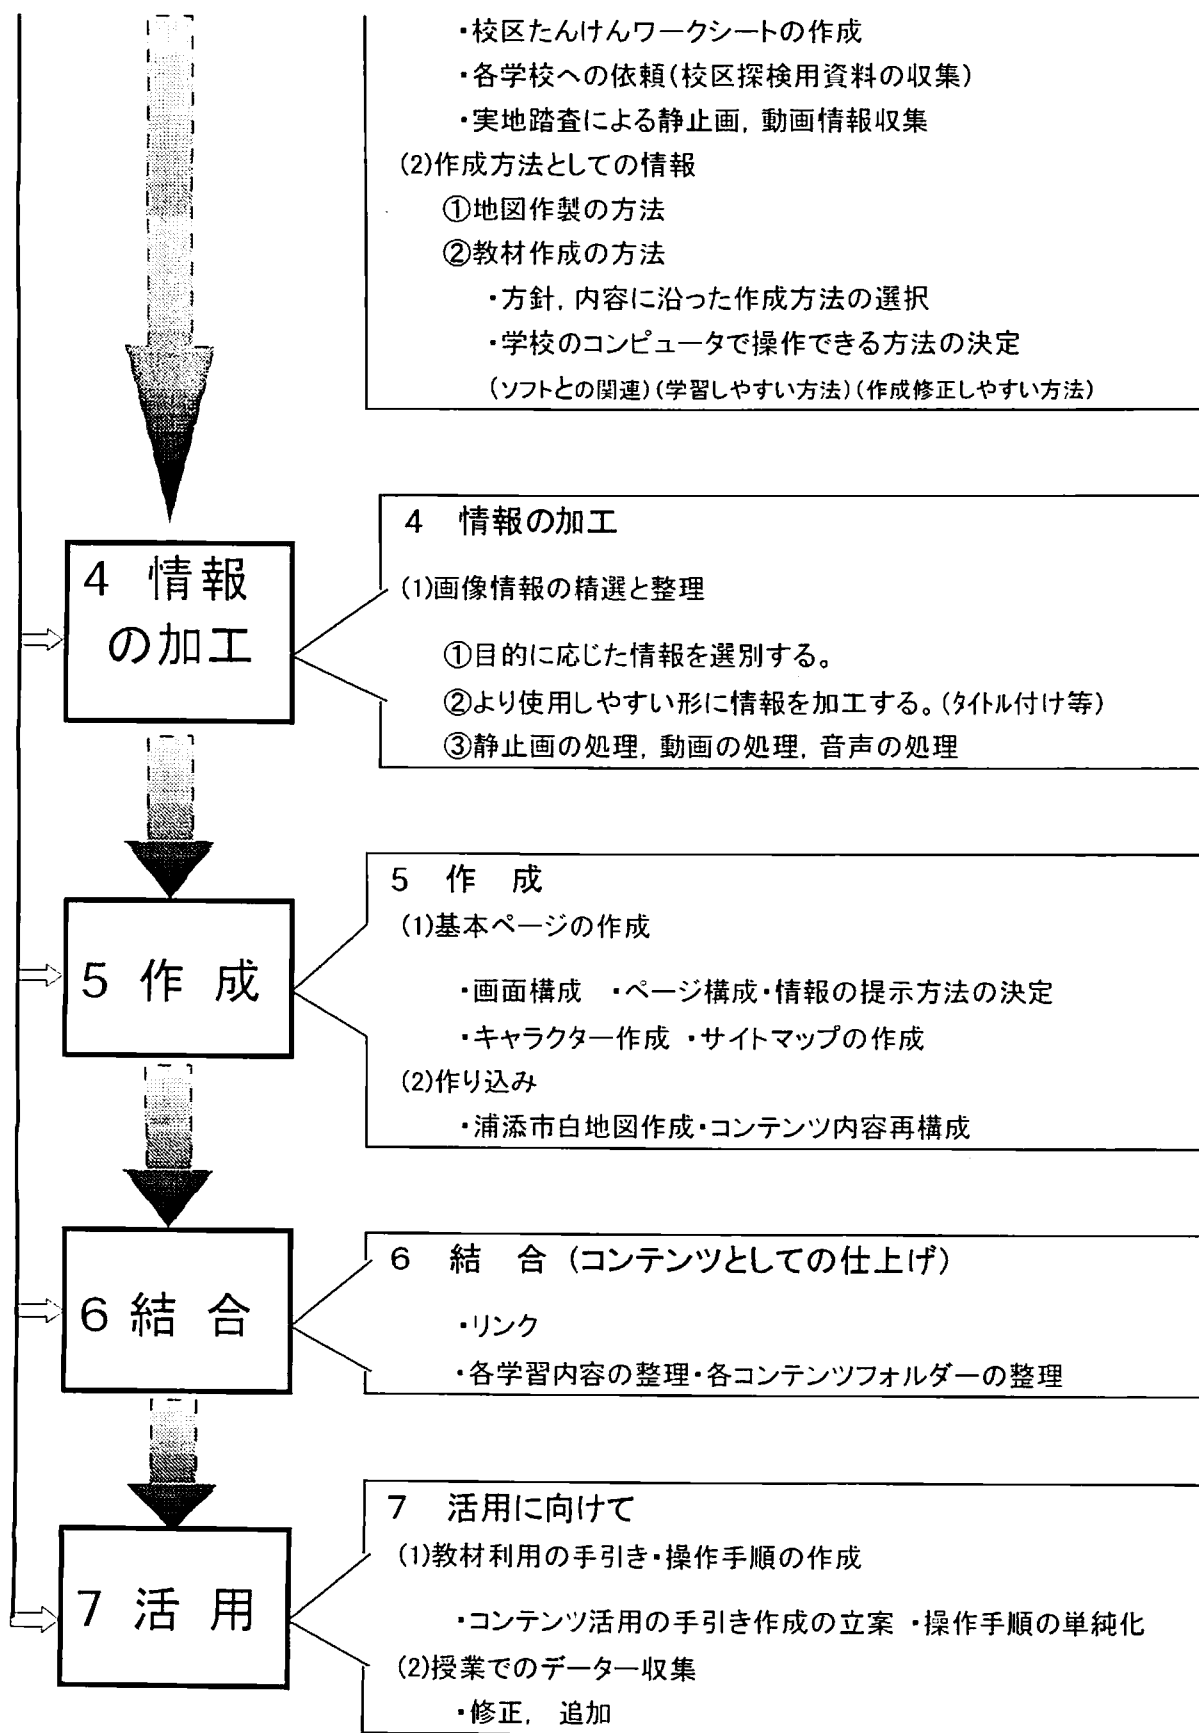 ・校区たんけんワークシートの作成
・各学校への依頼(校区探検用資料の収集)
・実地踏査による静止画, 動画情報収集
(2)作成方法としての情報
①地図作製の方法
②教材作成の方法
・方針, 内容に沿った作成方法の選択
・学校のコンピュータで操作できる方法の決定
(ソフトとの関連)(学習しやすい方法)(作成修正しやすい方法)
4 情報
の加工
4 情報の加工
(1)画像情報の精選と整理
①目的に応じた情報を選別する。
②より使用しやすい形に情報を加工する。(タイトル付け等)
③静止画の処理, 動画の処理, 音声の処理
5 作 成
5 作 成
(1)基本ページの作成
・画面構成 ・ページ構成・情報の提示方法の決定
・キャラクター作成 ・サイトマップの作成
(2)作り込み
・浦添市白地図作成・コンテンツ内容再構成
6 結 合
6 結 合 (コンテンツとしての仕上げ)
・リンク
・各学習内容の整理・各コンテンツフォルダーの整理
7 活 用
7 活用に向けて
(1)教材利用の手引き・操作手順の作成
・コンテンツ活用の手引き作成の立案 ・操作手順の単純化
(2)授業でのデーター収集
・修正, 追加